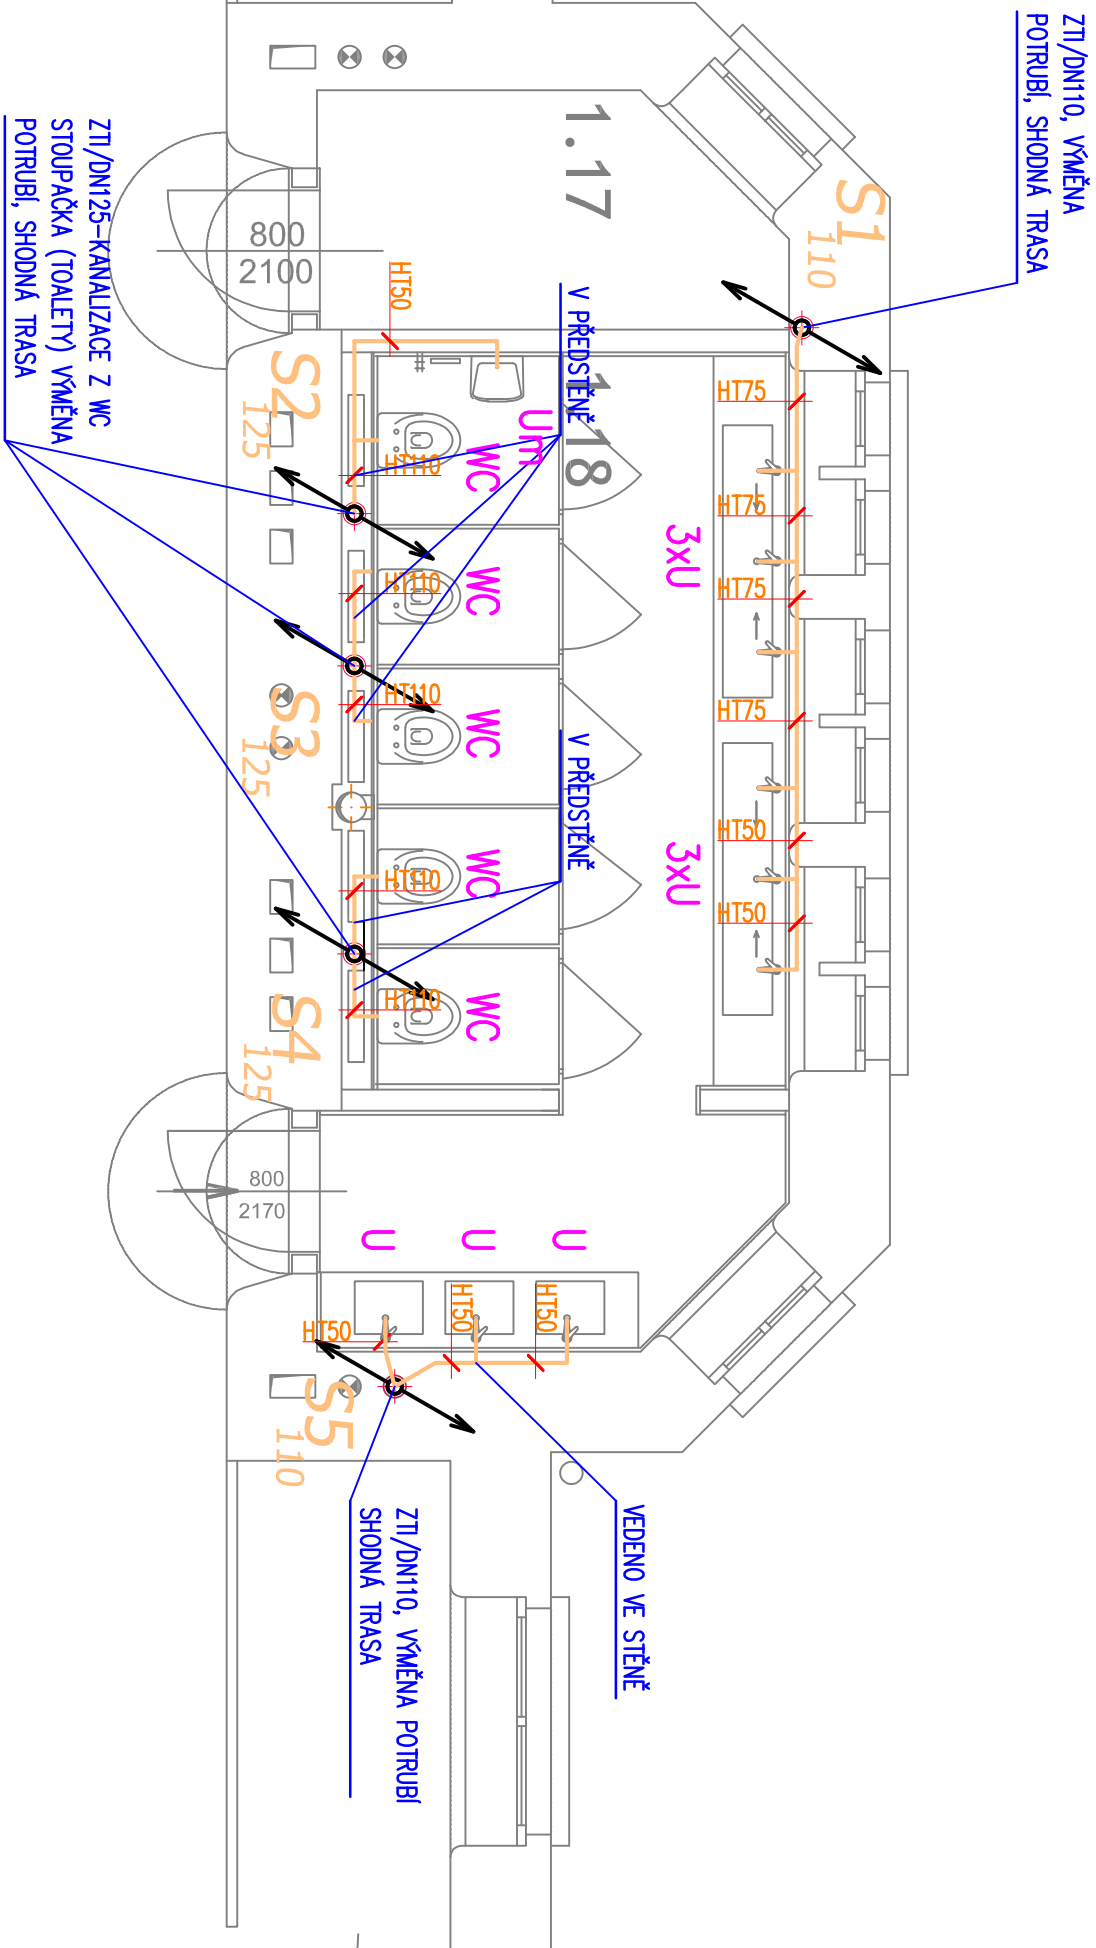 ZTI/DN110, VÝMĚNA
POTRUBÍ, SHODNÁ TRASA
S1
110
1.17
800
2100
HT50
ZTI/DN125-KANALIZACE Z WC
STOUPAČKA (TOALETY) VÝMĚNA
POTRUBÍ, SHODNÁ TRASA
V PŘEDSTĚNĚ
1.18
Um
WC
WC
WC
WC
WC
HT110
HT110
HT110
HT110
HT110
S2
125
S3
125
S4
125
V PŘEDSTĚNĚ
3xU
3xU
HT75
HT75
HT75
HT75
HT50
HT50
800
2170
U
U
U
HT50
HT50
HT50
S5
110
ZTI/DN110, VÝMĚNA POTRUBÍ
SHODNÁ TRASA
VEDENO VE STĚNĚ